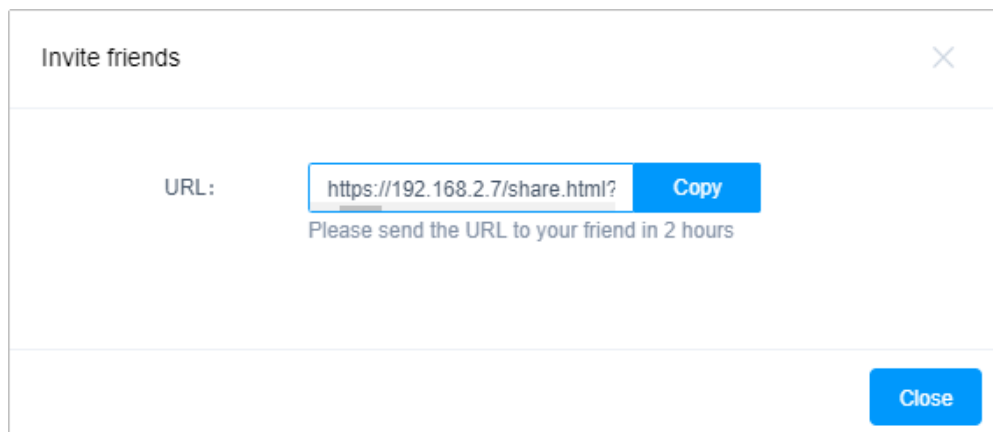 Invite friends
URL: https://192.168.2.7/share.html? Copy
Please send the URL to your friend in 2 hours
Close